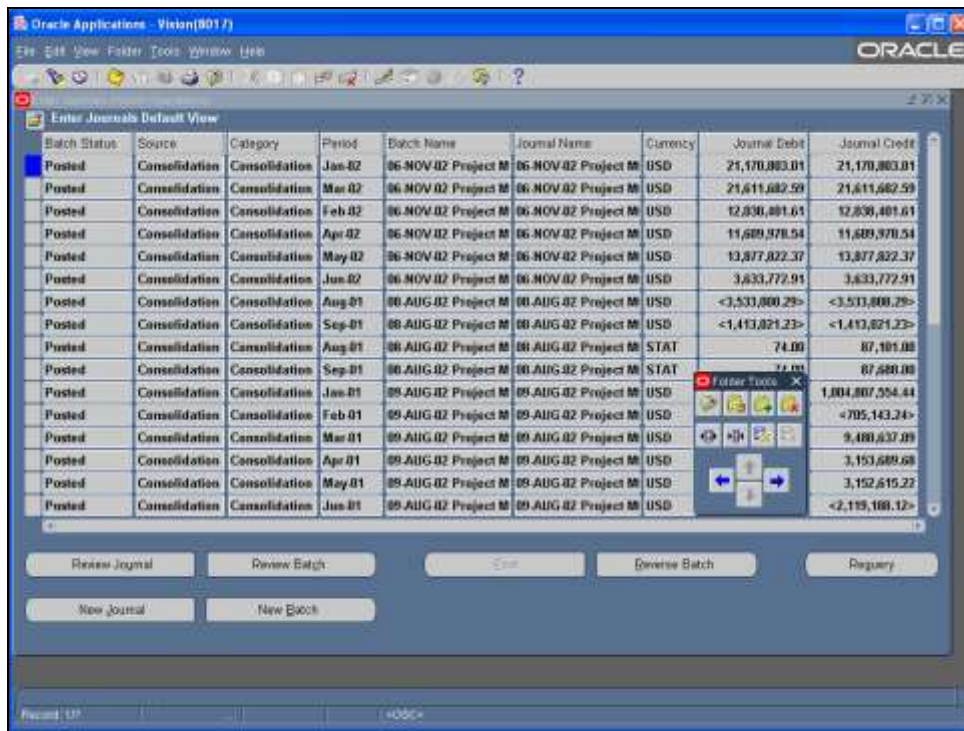 Oracle Applications - Vision(8017)
File Edit View Folder Tools Window Help
ORACLE
Enter Journals Default View
Batch Status Source Category Period Batch Name Journal Name Currency Journal Debit Journal Credit
Posted Consolidation Consolidation Jan-02 06-NOV-02 Project M 06-NOV-02 Project M USD 21,170,803.01 21,170,803.01
Posted Consolidation Consolidation Mar-02 06-NOV-02 Project M 06-NOV-02 Project M USD 21,611,682.59 21,611,682.59
Posted Consolidation Consolidation Feb-02 06-NOV-02 Project M 06-NOV-02 Project M USD 12,838,481.61 12,838,481.61
Posted Consolidation Consolidation Apr-02 06-NOV-02 Project M 06-NOV-02 Project M USD 11,689,978.54 11,689,978.54
Posted Consolidation Consolidation May-02 06-NOV-02 Project M 06-NOV-02 Project M USD 13,877,822.37 13,877,822.37
Posted Consolidation Consolidation Jun-02 06-NOV-02 Project M 06-NOV-02 Project M USD 3,633,772.91 3,633,772.91
Posted Consolidation Consolidation Aug-01 08-AUG-02 Project M 08-AUG-02 Project M USD <3,533,808.29> <3,533,808.29>
Posted Consolidation Consolidation Sep-01 08-AUG-02 Project M 08-AUG-02 Project M USD <1,413,821.23> <1,413,821.23>
Posted Consolidation Consolidation Aug-01 08-AUG-02 Project M 08-AUG-02 Project M STAT 74.00 87,101.00
Posted Consolidation Consolidation Sep-01 08-AUG-02 Project M 08-AUG-02 Project M STAT 74.00 87,688.00
Folder Tools
Posted Consolidation Consolidation Jan-01 09-AUG-02 Project M 09-AUG-02 Project M USD 1,084,807,554.44
Posted Consolidation Consolidation Feb-01 09-AUG-02 Project M 09-AUG-02 Project M USD <705,143.24>
Posted Consolidation Consolidation Mar-01 09-AUG-02 Project M 09-AUG-02 Project M USD 9,480,637.09
Posted Consolidation Consolidation Apr-01 09-AUG-02 Project M 09-AUG-02 Project M USD 3,153,689.68
Posted Consolidation Consolidation May-01 09-AUG-02 Project M 09-AUG-02 Project M USD 3,152,615.22
Posted Consolidation Consolidation Jun-01 09-AUG-02 Project M 09-AUG-02 Project M USD <2,119,188.12>
Review Journal Review Batch Post Reverse Batch Requery
New Journal New Batch
Record: 1/? <OSC>